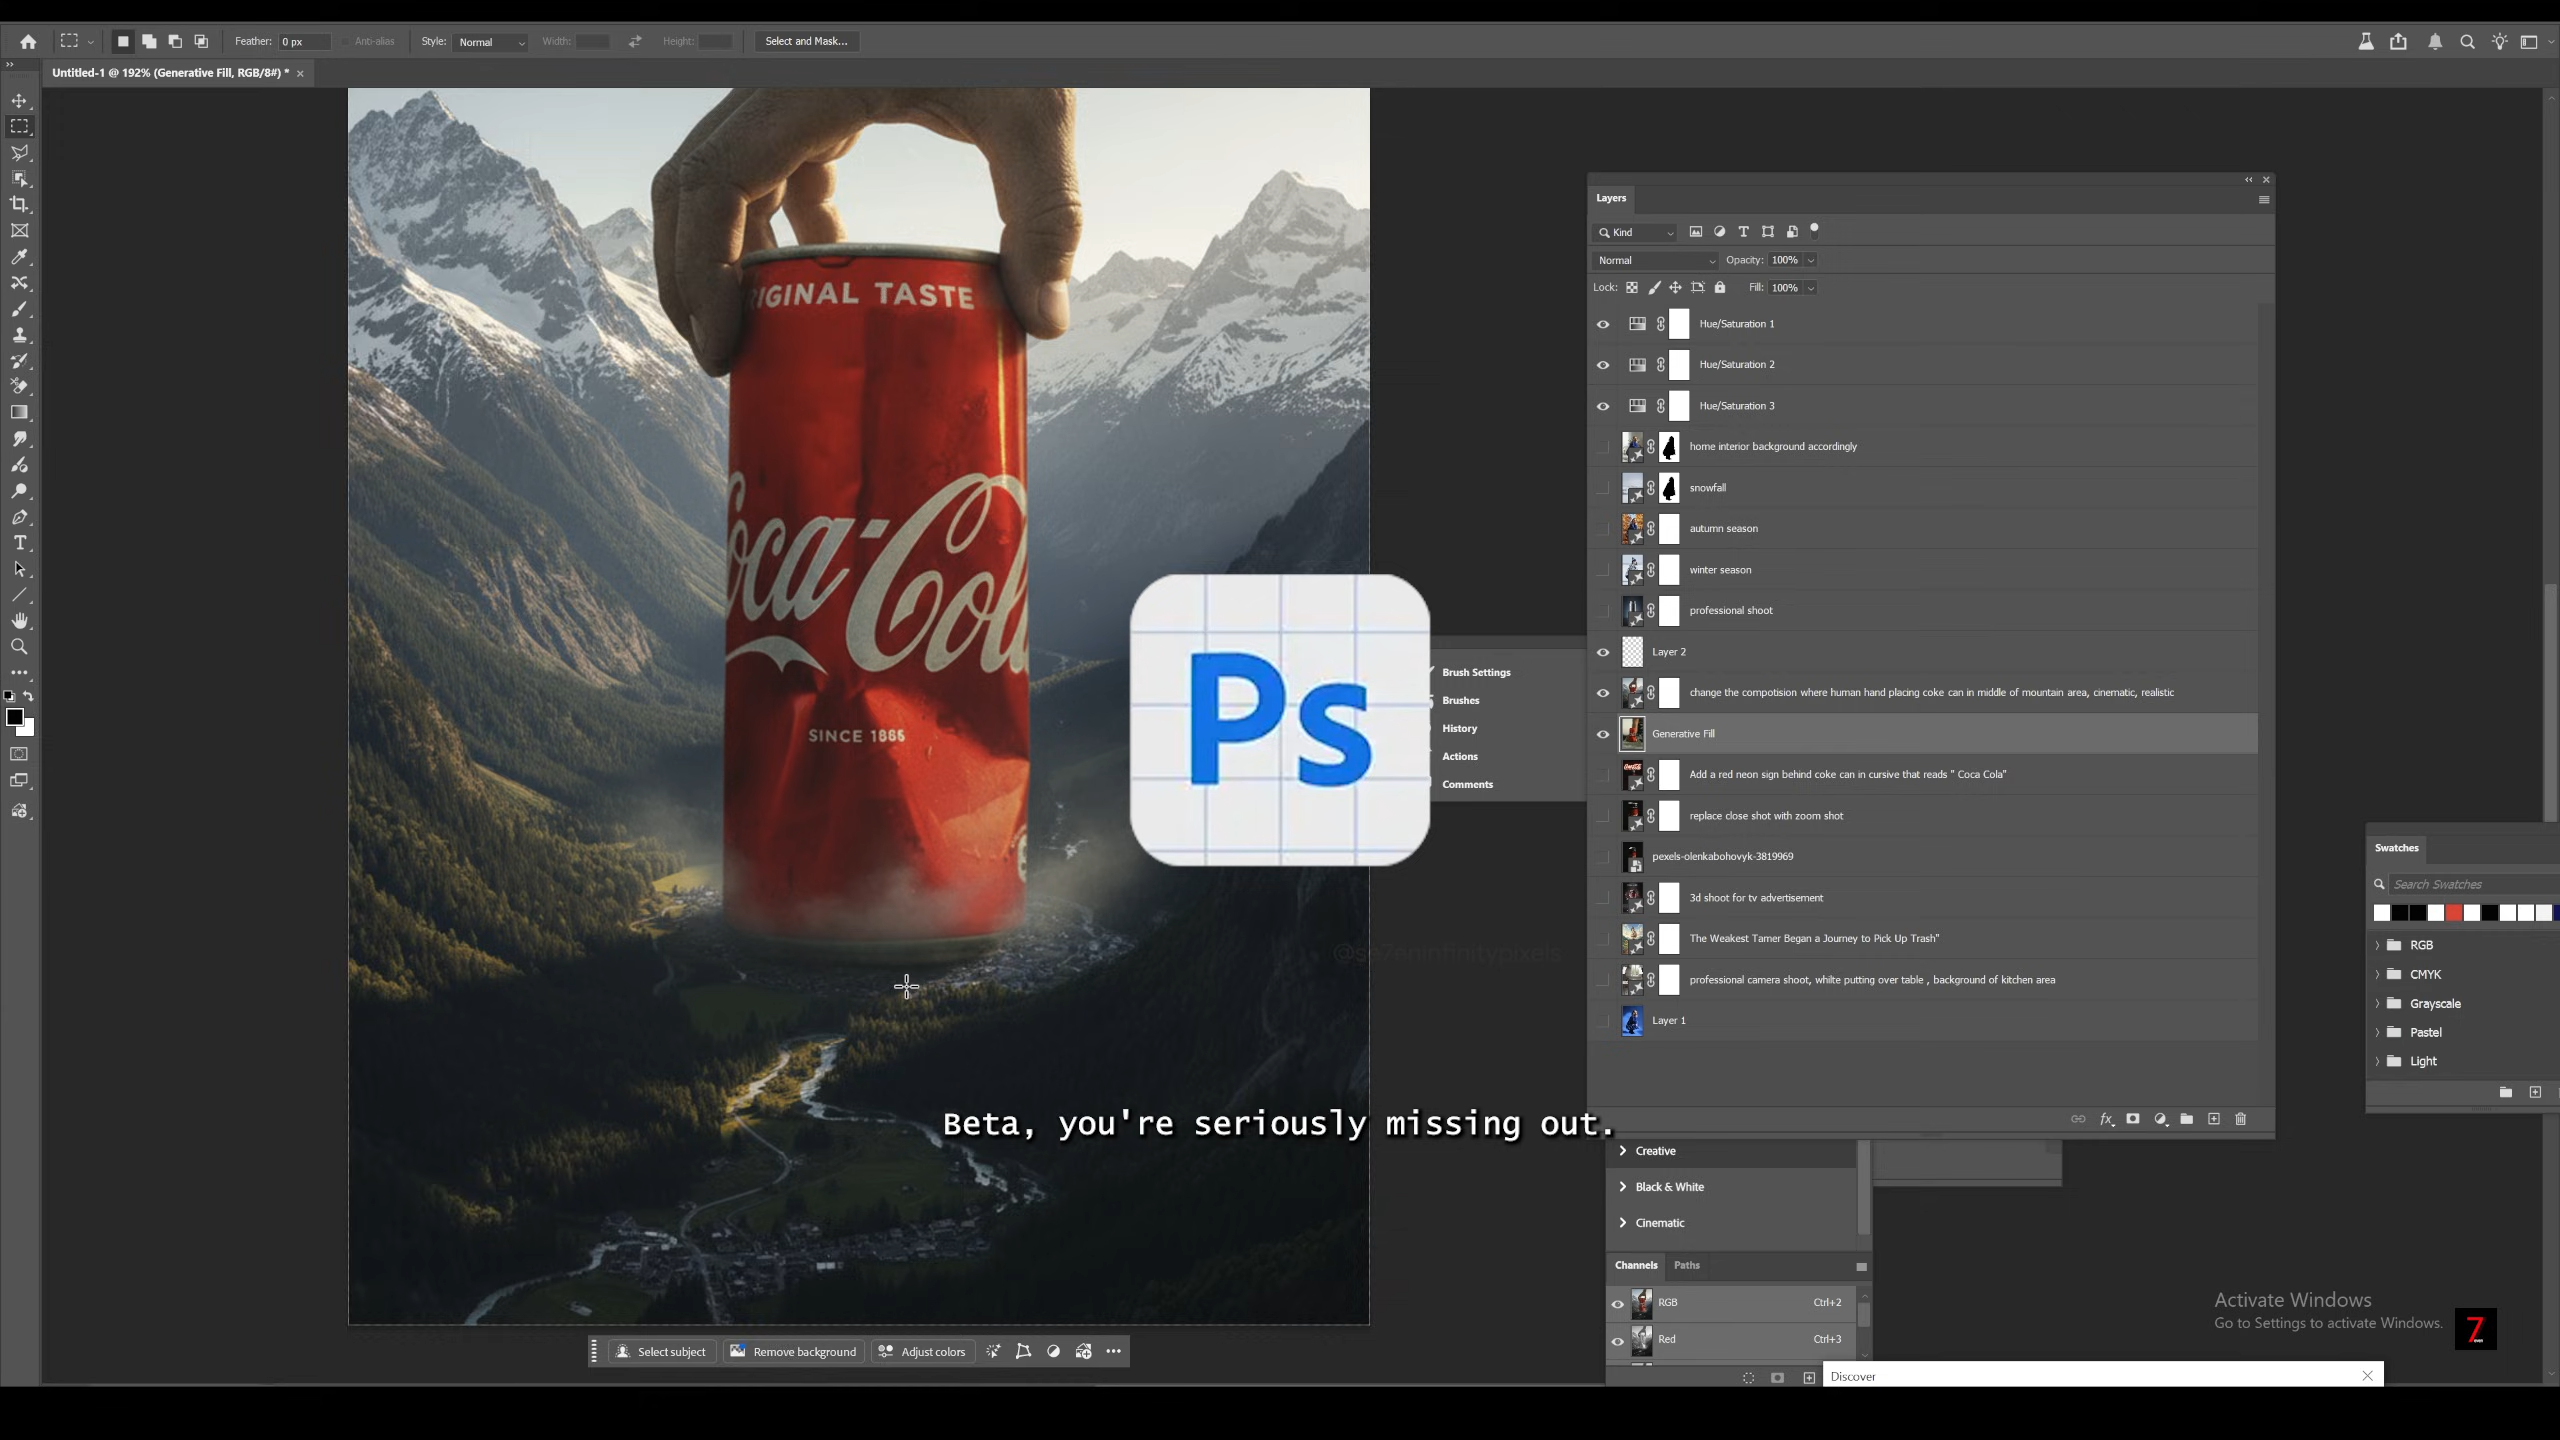 Feather: 0 px Anti-alias Style: Normal Width: Height: Select and Mask...
Untitled-1 @ 192% (Generative Fill, RGB/8#) * ×
RIGINAL TASTE
Coca-Cola
SINCE 1886
Ps
Brush Settings
Brushes
History
Actions
Comments
Layers
Kind
Normal Opacity: 100%
Lock: Fill: 100%
Hue/Saturation 1
Hue/Saturation 2
Hue/Saturation 3
home interior background accordingly
snowfall
autumn season
winter season
professional shoot
Layer 2
change the compotision where human hand placing coke can in middle of mountain area, cinematic, realistic
Generative Fill
Add a red neon sign behind coke can in cursive that reads " Coca Cola"
replace close shot with zoom shot
pexels-olenkabohovyk-3819969
3d shoot for tv advertisement
The Weakest Tamer Began a Journey to Pick Up Trash"
professional camera shoot, whilte putting over table , background of kitchen area
Layer 1
@se7eninfinitypixels
Swatches
Search Swatches
RGB
CMYK
Grayscale
Pastel
Light
Beta, you're seriously missing out.
Creative
Black & White
Cinematic
Channels Paths
RGB Ctrl+2
Red Ctrl+3
Select subject Remove background Adjust colors
Activate Windows
Go to Settings to activate Windows.
7
Discover